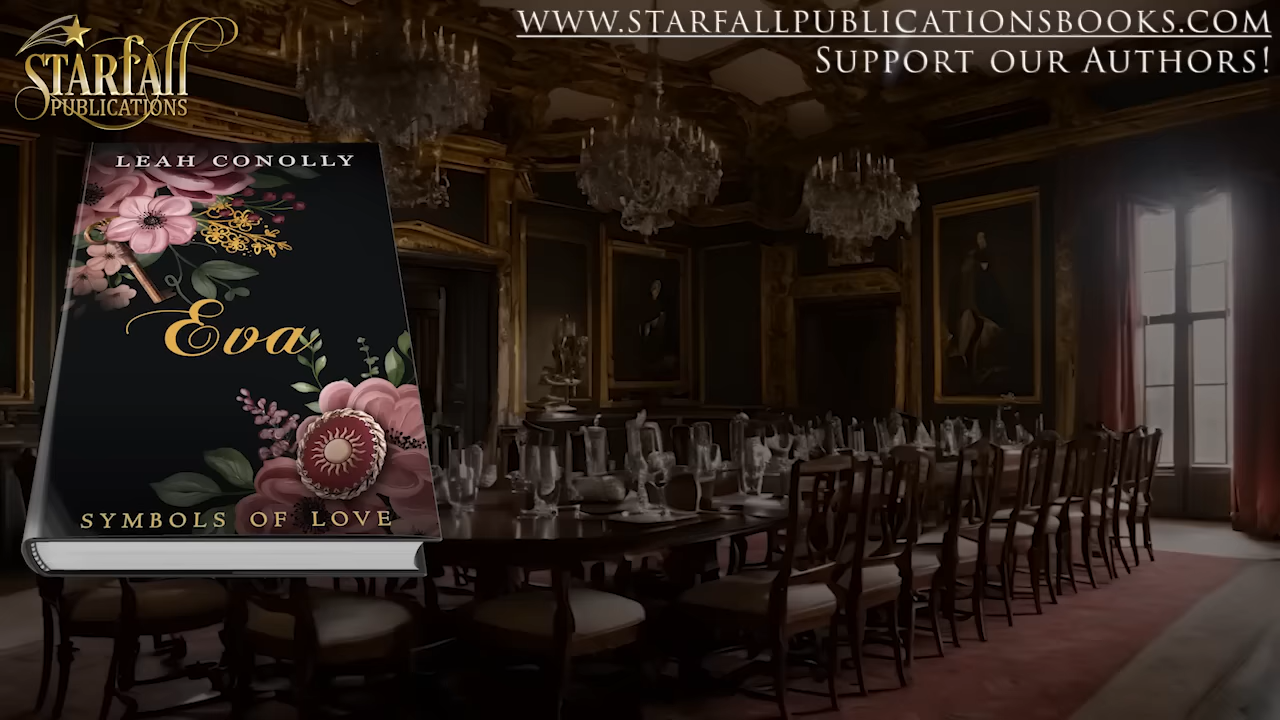 STARfall
PUBLICATIONS
WWW.STARFALLPUBLICATIONSBOOKS.COM
SUPPORT OUR AUTHORS!
LEAH CONOLLY
Eva
SYMBOLS OF LOVE